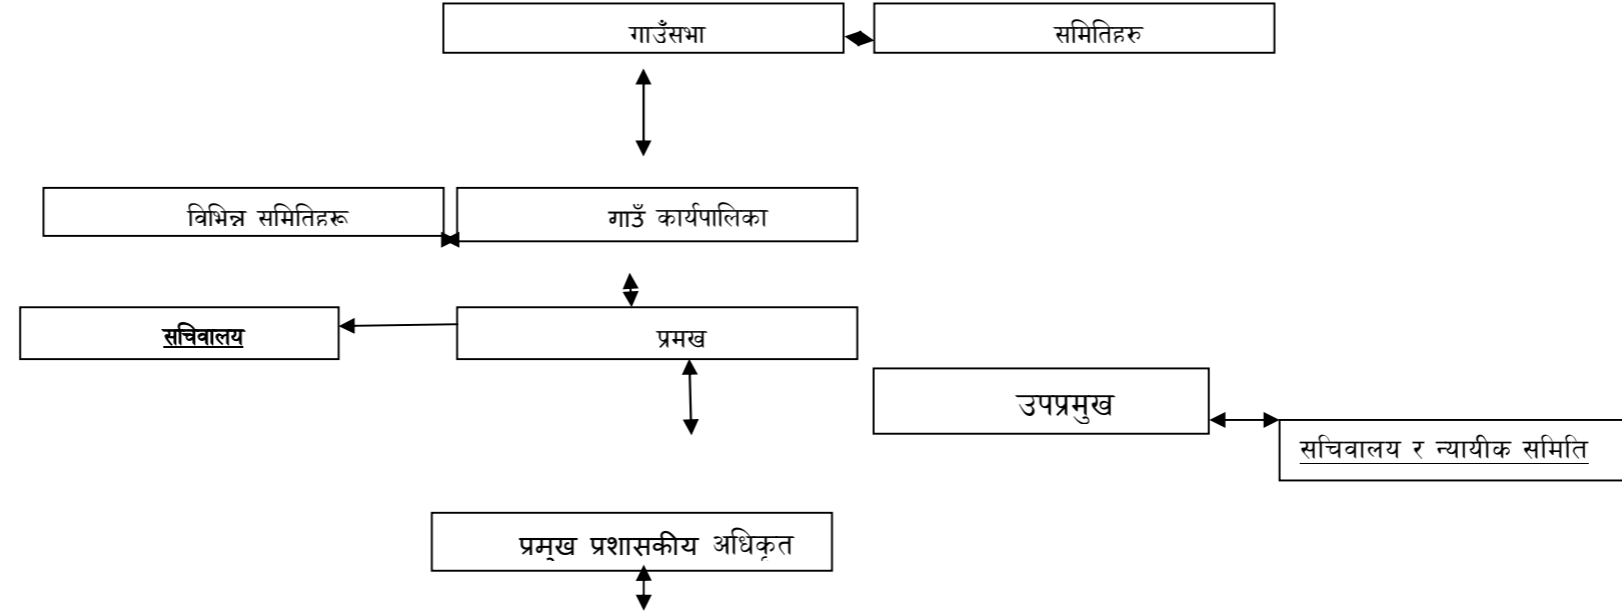 गाउँसभा
समितिहरु
विभिन्न समितिहरू
गाउँ कार्यपालिका
सचिवालय
प्रमख
उपप्रमुख
सचिवालय र न्यायीक समिति
प्रमुख प्रशासकीय अधिकृत